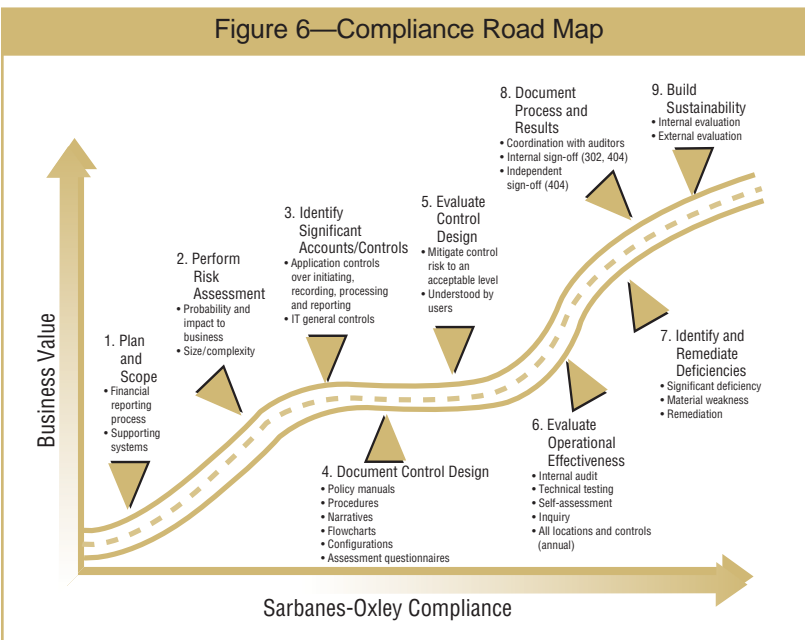 Figure 6—Compliance Road Map
Business Value
1. Plan
and
Scope
• Financial
reporting
process
• Supporting
systems
2. Perform
Risk
Assessment
• Probability and
impact to
business
• Size/complexity
3. Identify
Significant
Accounts/Controls
• Application controls
over initiating,
recording, processing
and reporting
• IT general controls
4. Document Control Design
• Policy manuals
• Procedures
• Narratives
• Flowcharts
• Configurations
• Assessment questionnaires
5. Evaluate
Control
Design
• Mitigate control
risk to an
acceptable level
• Understood by
users
6. Evaluate
Operational
Effectiveness
• Internal audit
• Technical testing
• Self-assessment
• Inquiry
• All locations and controls
(annual)
7. Identify and
Remediate
Deficiencies
• Significant deficiency
• Material weakness
• Remediation
8. Document
Process and
Results
• Coordination with auditors
• Internal sign-off (302, 404)
• Independent
sign-off (404)
9. Build
Sustainability
• Internal evaluation
• External evaluation
Sarbanes-Oxley Compliance